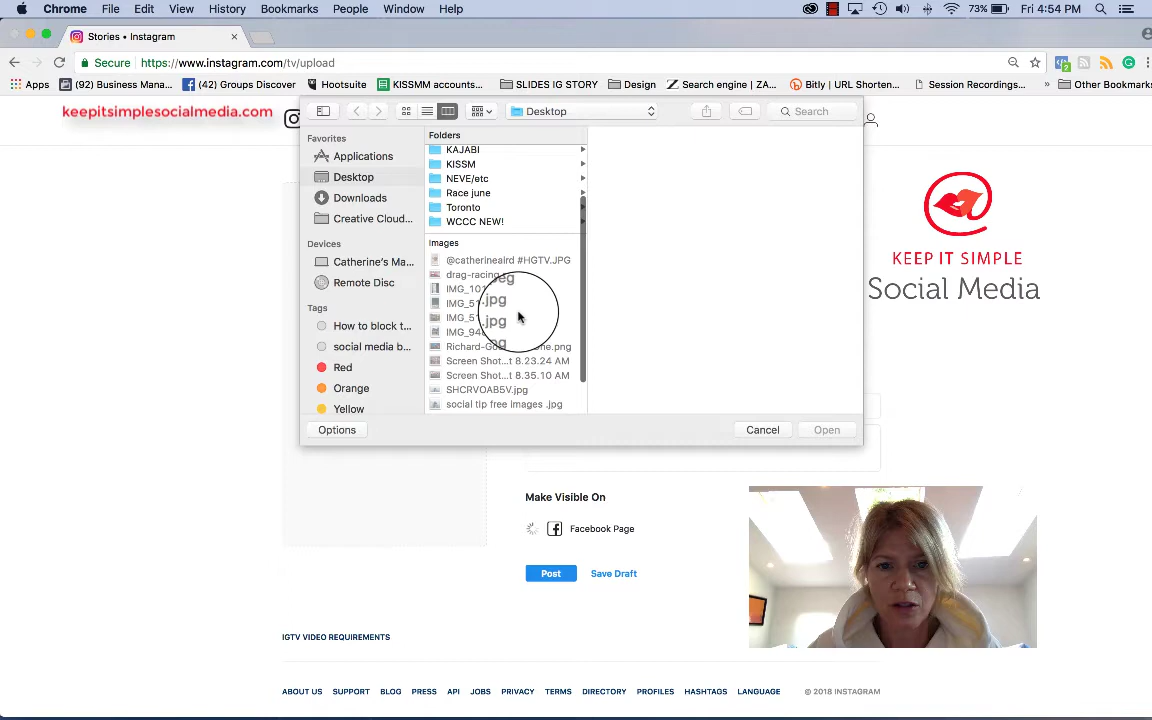 Chrome File Edit View History Bookmarks People Window Help 73% Fri 4:54 PM
Stories • Instagram
Secure https://www.instagram.com/tv/upload
Apps (92) Business Mana... (42) Groups Discover Hootsuite KISSMM accounts... SLIDES IG STORY Design Search engine | ZA... Bitly | URL Shorten... Session Recordings... » Other Bookmarks
keepitsimplesocialmedia.com
Desktop Search
Favorites
Applications
Desktop
Downloads
Creative Cloud...
Devices
Catherine's Ma...
Remote Disc
Tags
How to block t...
social media b...
Red
Orange
Yellow
Folders
KAJABI
KISSM
NEVE/etc
Race june
Toronto
WCCC NEW!
Images
@catherineaird #HGTV.JPG
drag-racing
.jpg
.jpg
Screen Shot...t 8.23.24 AM
Screen Shot...t 8.35.10 AM
SHCRVOAB5V.jpg
social tip free images .jpg
Options Cancel Open
KEEP IT SIMPLE
Social Media
Make Visible On
Facebook Page
Post Save Draft
IGTV VIDEO REQUIREMENTS
ABOUT US SUPPORT BLOG PRESS API JOBS PRIVACY TERMS DIRECTORY PROFILES HASHTAGS LANGUAGE © 2018 INSTAGRAM